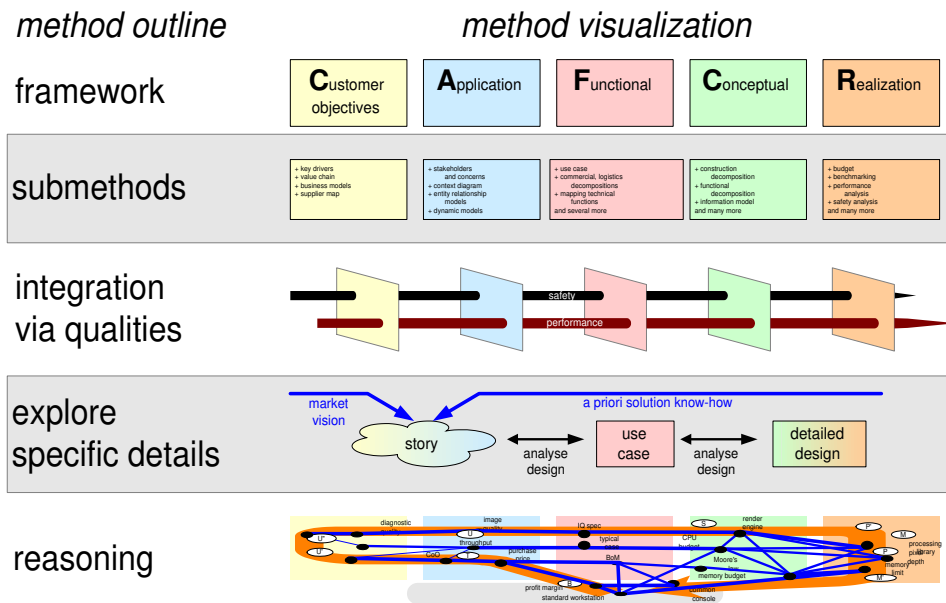 method outline
method visualization
framework
Customer
objectives
Application
Functional
Conceptual
Realization
submethods
+ key drivers
+ value chain
+ business models
+ supplier map
+ stakeholders
and concerns
+ context diagram
+ entity relationship
models
+ dynamic models
+ use case
+ commercial, logistics
decompositions
+ mapping technical
functions
and several more
+ construction
decomposition
+ functional
decomposition
+ information model
and many more
+ budget
+ benchmarking
+ performance
analysis
+ safety analysis
and many more
integration
via qualities
safety
performance
explore
specific details
market
vision
a priori solution know-how
story
analyse
design
use
case
analyse
design
detailed
design
reasoning
diagnostic
quality
image
quality
IQ spec
S
render
engine
P'
M
U"
U
throughput
typical
CPU
budget
processing
library
U'
CoO
T
purchase
price
BoM
Moore's
law
P
pixel
depth
memory budget
memory
limit
M'
profit margin
B
standard workstation
common
console